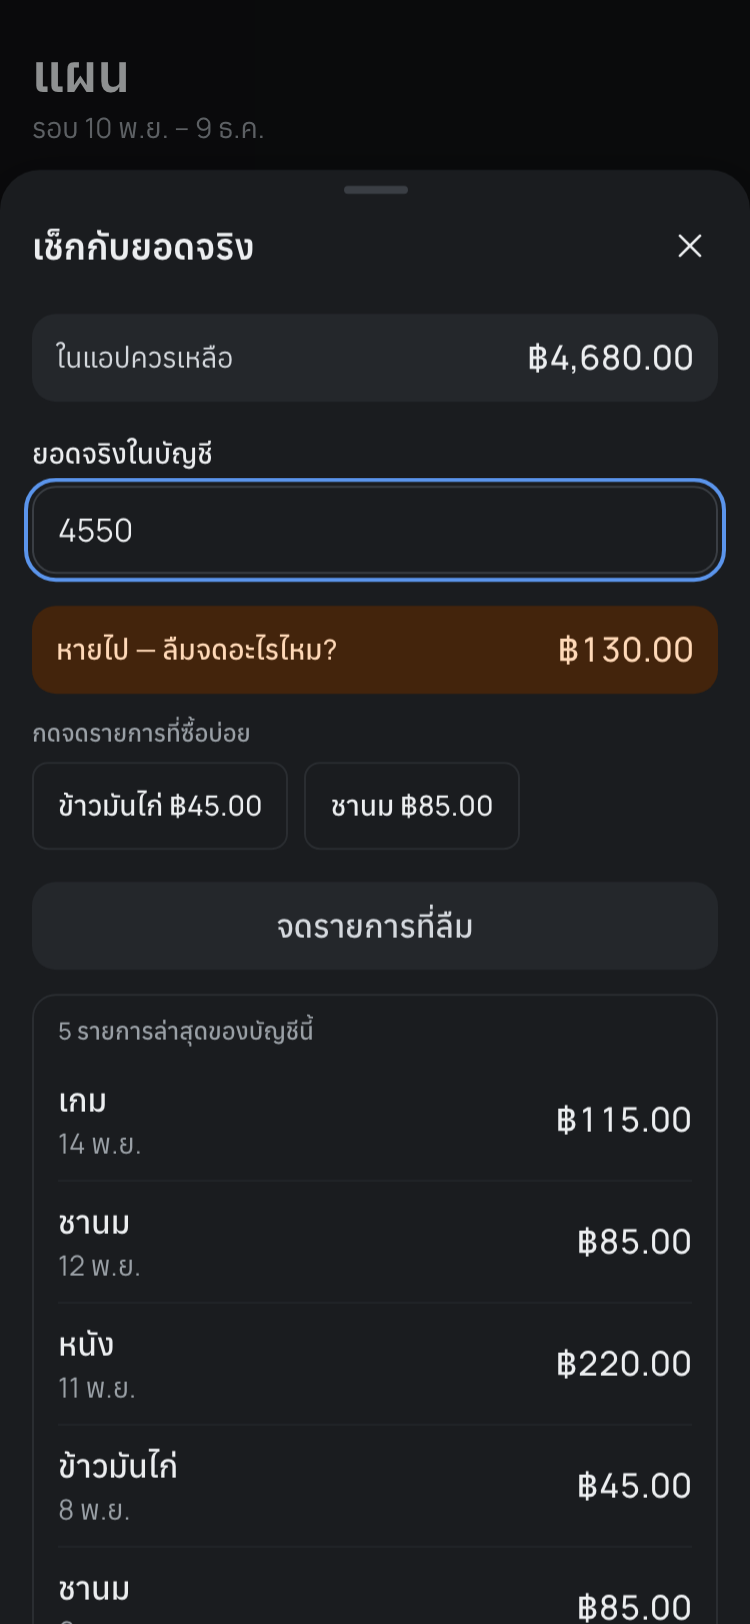 แผน
รอบ 10 พ.ย. – 9 ธ.ค.
เช็กกับยอดจริง
ในแอปควรเหลือ ฿4,680.00
ยอดจริงในบัญชี
4550
หายไป — ลืมจดอะไรไหม? ฿130.00
กดจดรายการที่ซื้อบ่อย
ข้าวมันไก่ ฿45.00 ชานม ฿85.00
จดรายการที่ลืม
5 รายการล่าสุดของบัญชีนี้
เกม ฿115.00
14 พ.ย.
ชานม ฿85.00
12 พ.ย.
หนัง ฿220.00
11 พ.ย.
ข้าวมันไก่ ฿45.00
8 พ.ย.
ชานม ฿85.00